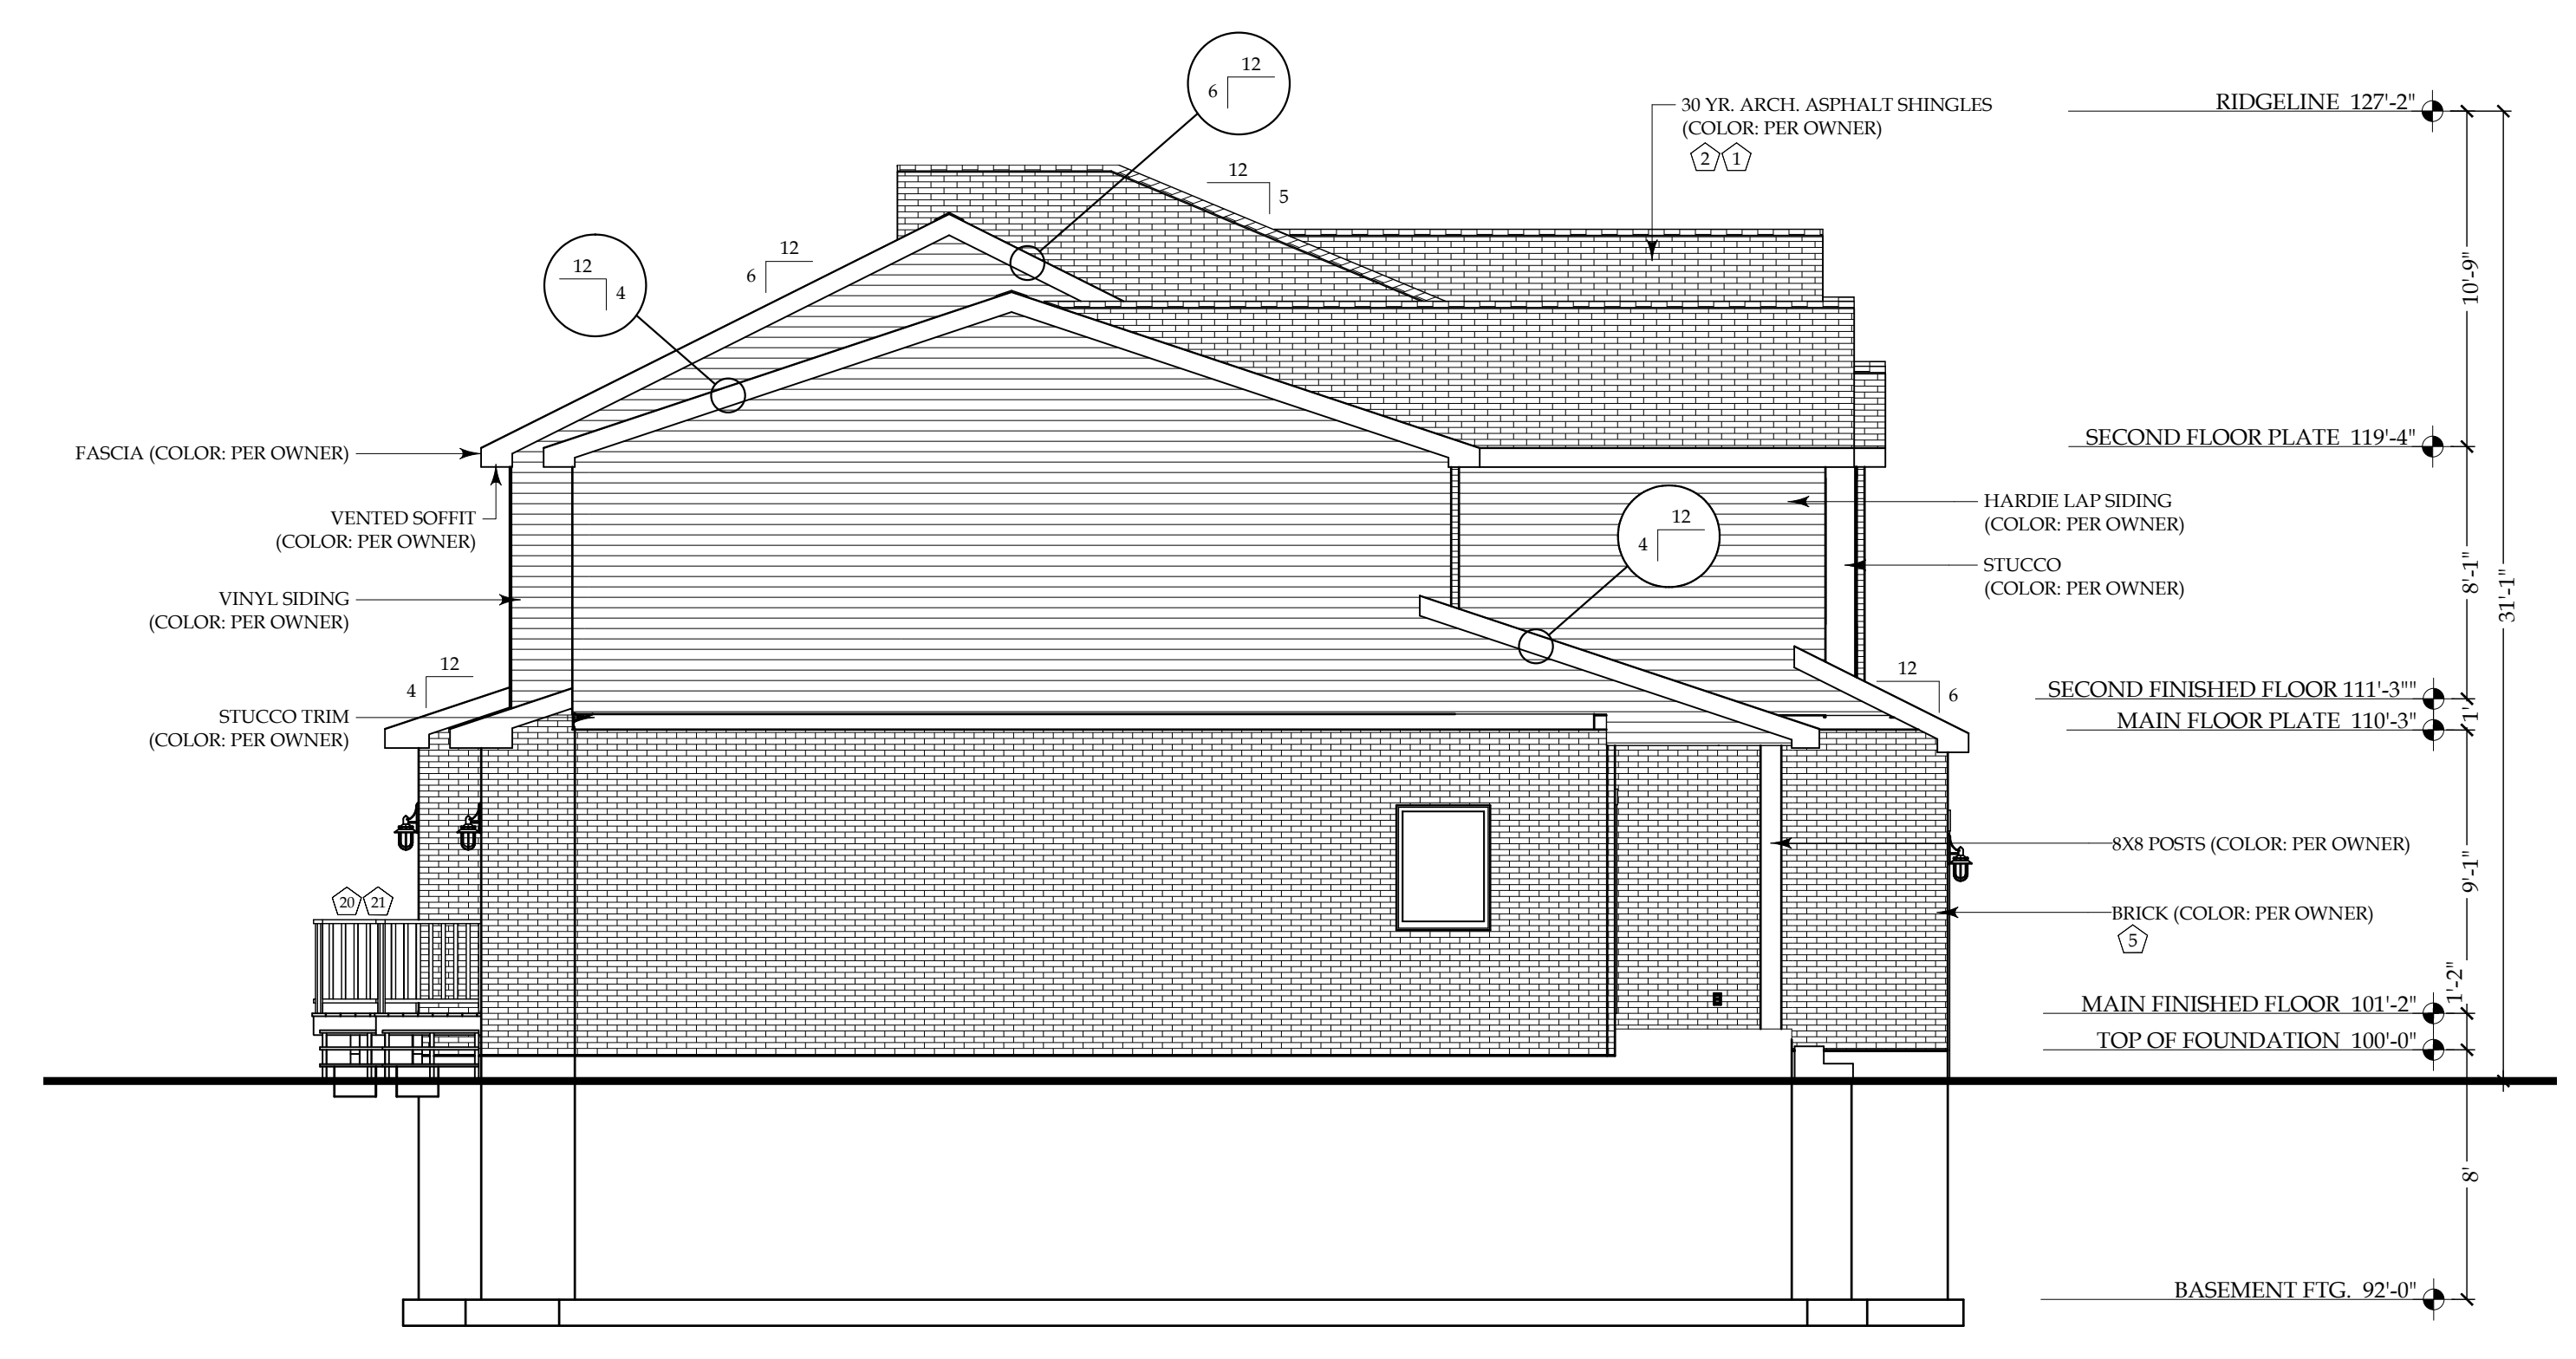 12
6
30 YR. ARCH. ASPHALT SHINGLES
(COLOR: PER OWNER)
2 1
RIDGELINE 127'-2"
12
5
12
6
12
4
10'-9"
FASCIA (COLOR: PER OWNER)
SECOND FLOOR PLATE 119'-4"
VENTED SOFFIT
(COLOR: PER OWNER)
HARDIE LAP SIDING
(COLOR: PER OWNER)
12
4
STUCCO
(COLOR: PER OWNER)
8'-1"
31'-1"
VINYL SIDING
(COLOR: PER OWNER)
12
4
12
6
SECOND FINISHED FLOOR 111'-3""
STUCCO TRIM
(COLOR: PER OWNER)
MAIN FLOOR PLATE 110'-3"
1'
8X8 POSTS (COLOR: PER OWNER)
9'-1"
20 21
BRICK (COLOR: PER OWNER)
5
1'-2"
MAIN FINISHED FLOOR 101'-2"
TOP OF FOUNDATION 100'-0"
8'
BASEMENT FTG. 92'-0"